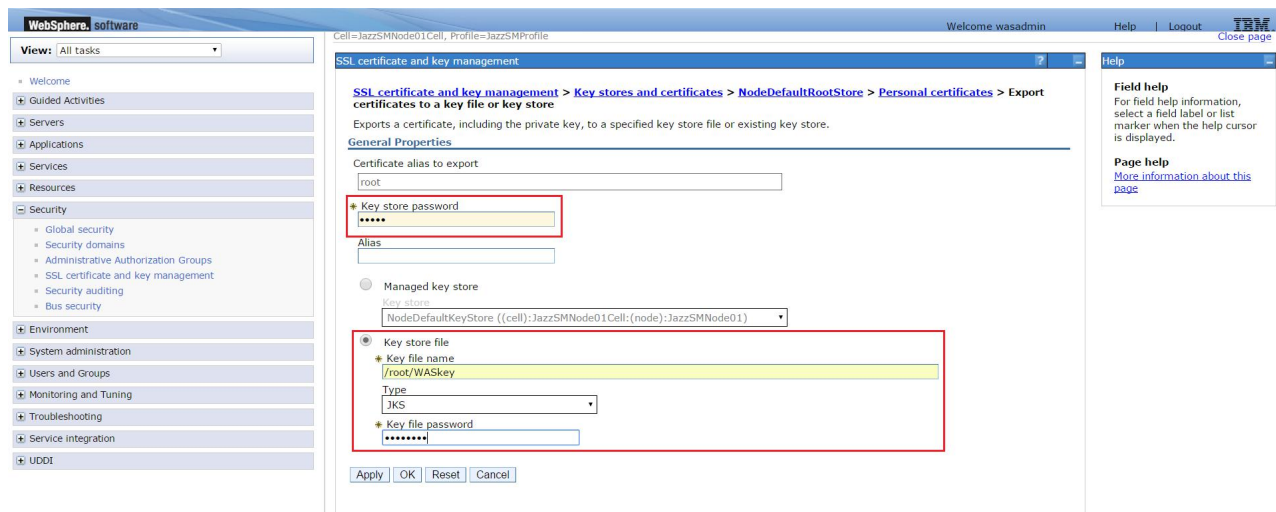 WebSphere. software
Welcome wasadmin
Help | Logout
IBM
Cell=JazzSMNode01Cell, Profile=JazzSMProfile
Close page
View: All tasks
Welcome
Guided Activities
Servers
Applications
Services
Resources
Security
Global security
Security domains
Administrative Authorization Groups
SSL certificate and key management
Security auditing
Bus security
Environment
System administration
Users and Groups
Monitoring and Tuning
Troubleshooting
Service integration
UDDI
SSL certificate and key management
?
SSL certificate and key management > Key stores and certificates > NodeDefaultRootStore > Personal certificates > Export
certificates to a key file or key store
Exports a certificate, including the private key, to a specified key store file or existing key store.
General Properties
Certificate alias to export
root
* Key store password
•••••
Alias
Managed key store
Key store
NodeDefaultKeyStore ((cell):JazzSMNode01Cell:(node):JazzSMNode01)
Key store file
* Key file name
/root/WASkey
Type
JKS
* Key file password
••••••••
Apply OK Reset Cancel
Help
Field help
For field help information,
select a field label or list
marker when the help cursor
is displayed.
Page help
More information about this
page